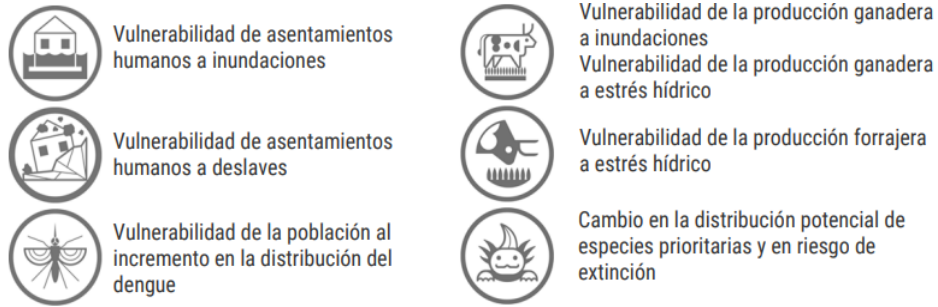 Vulnerabilidad de asentamientos
humanos a inundaciones
Vulnerabilidad de asentamientos
humanos a deslaves
Vulnerabilidad de la población al
incremento en la distribución del
dengue
Vulnerabilidad de la producción ganadera
a inundaciones
Vulnerabilidad de la producción ganadera
a estrés hídrico
Vulnerabilidad de la producción forrajera
a estrés hídrico
Cambio en la distribución potencial de
especies prioritarias y en riesgo de
extinción